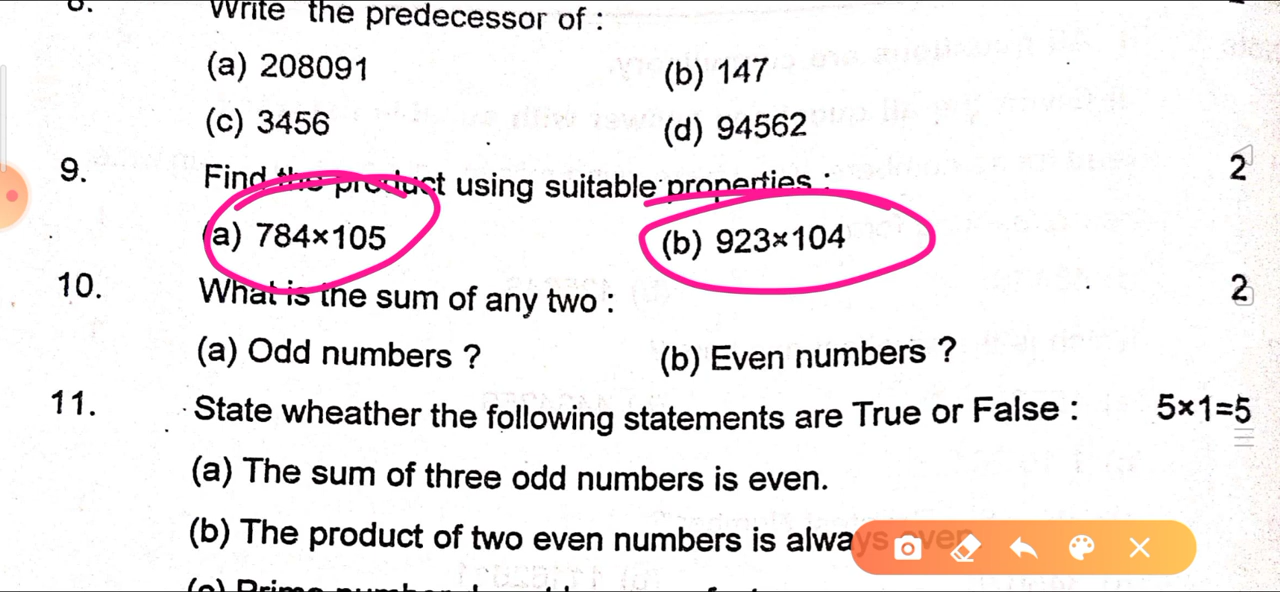 Write the predecessor of :
(a) 208091 (b) 147
(c) 3456 (d) 94562
9. Find the product using suitable properties : 2
(a) 784×105 (b) 923×104
10. What is the sum of any two : 2
(a) Odd numbers ? (b) Even numbers ?
11. State wheather the following statements are True or False : 5×1=5
(a) The sum of three odd numbers is even.
(b) The product of two even numbers is always even.